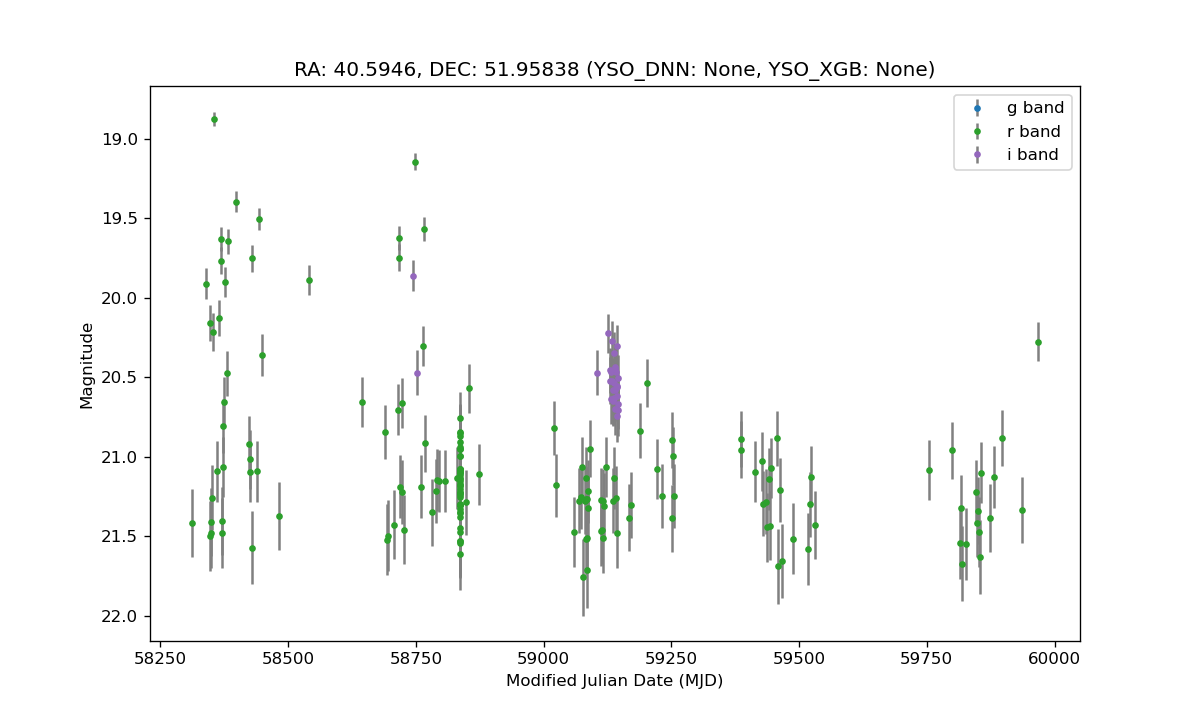 RA: 40.5946, DEC: 51.95838 (YSO_DNN: None, YSO_XGB: None)
g band
r band
i band
19.0
19.5
20.0
20.5
21.0
21.5
22.0
Magnitude
58250 58500 58750 59000 59250 59500 59750 60000
Modified Julian Date (MJD)